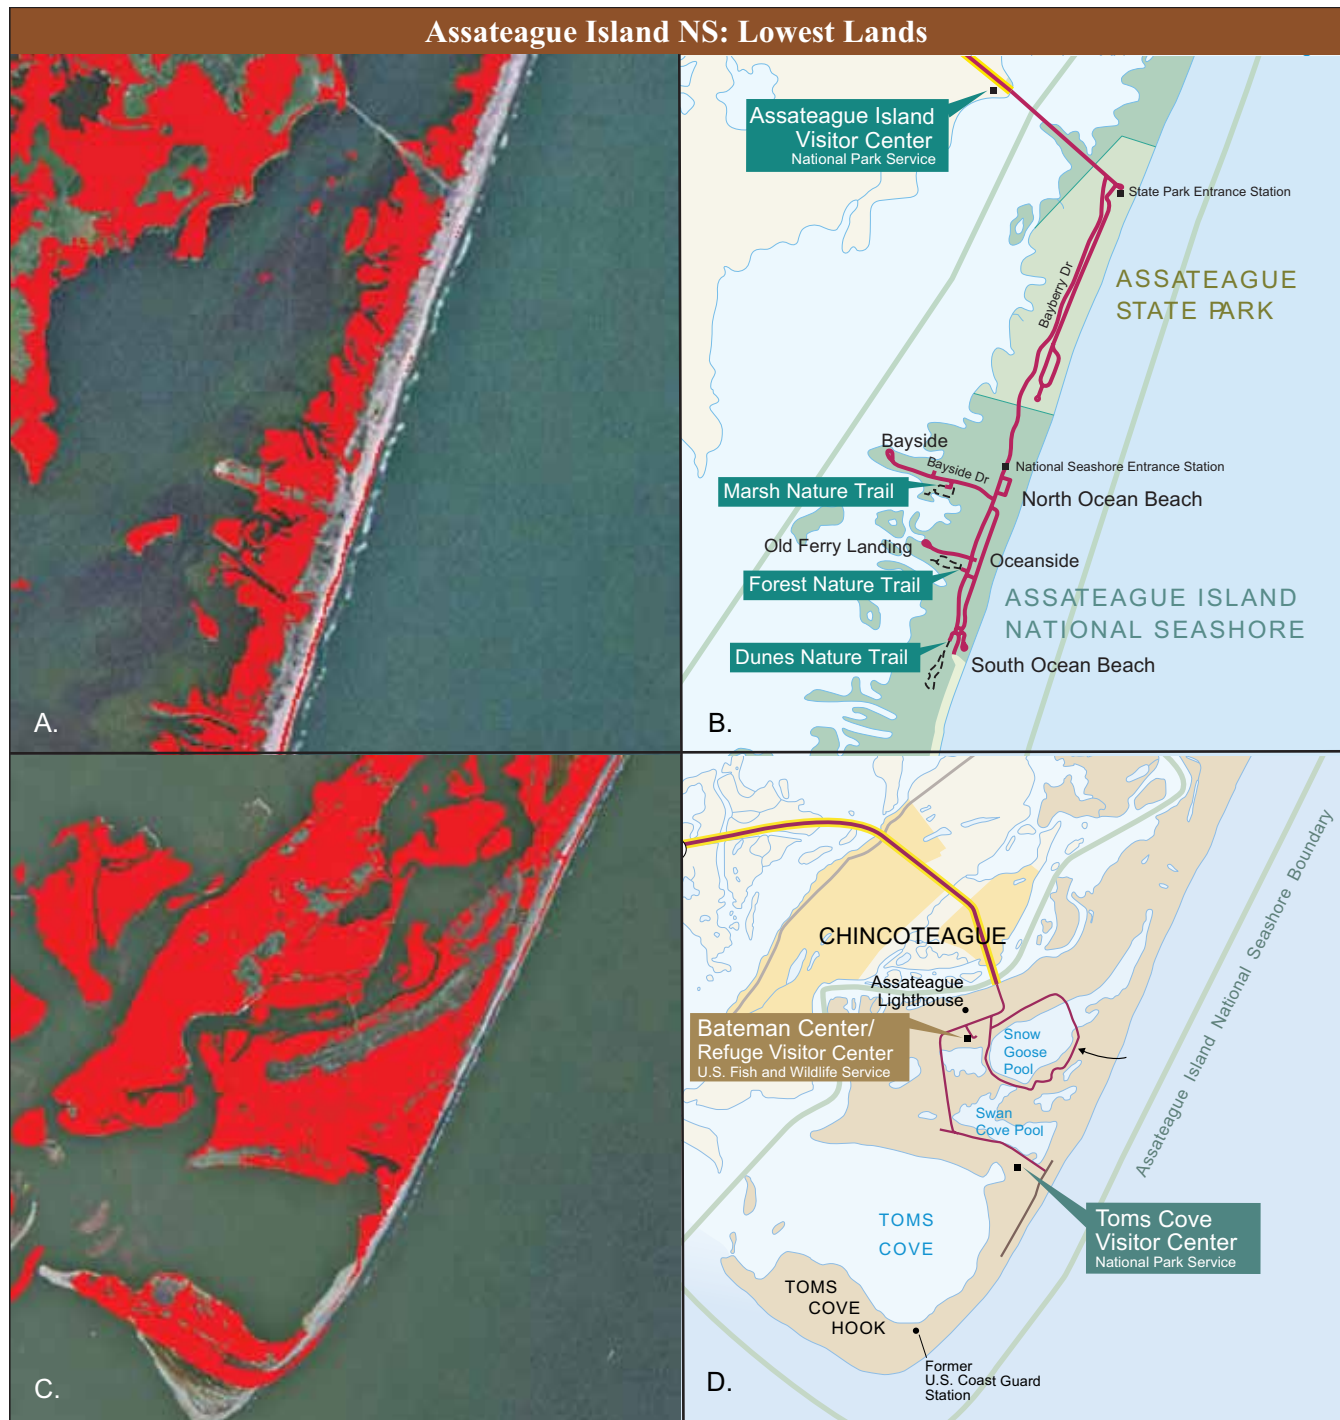 Assateague Island NS: Lowest Lands
A.
Assateague Island
Visitor Center
National Park Service
State Park Entrance Station
Bayberry Dr
ASSATEAGUE
STATE PARK
Bayside
Bayside Dr
National Seashore Entrance Station
Marsh Nature Trail
North Ocean Beach
Old Ferry Landing
Oceanside
Forest Nature Trail
ASSATEAGUE ISLAND
NATIONAL SEASHORE
Dunes Nature Trail
South Ocean Beach
B.
C.
CHINCOTEAGUE
Assateague
Lighthouse
Bateman Center/
Refuge Visitor Center
U.S. Fish and Wildlife Service
Snow
Goose
Pool
Swan
Cove Pool
Assateague Island National Seashore Boundary
TOMS
COVE
Toms Cove
Visitor Center
National Park Service
TOMS
COVE
HOOK
Former
U.S. Coast Guard
Station
D.